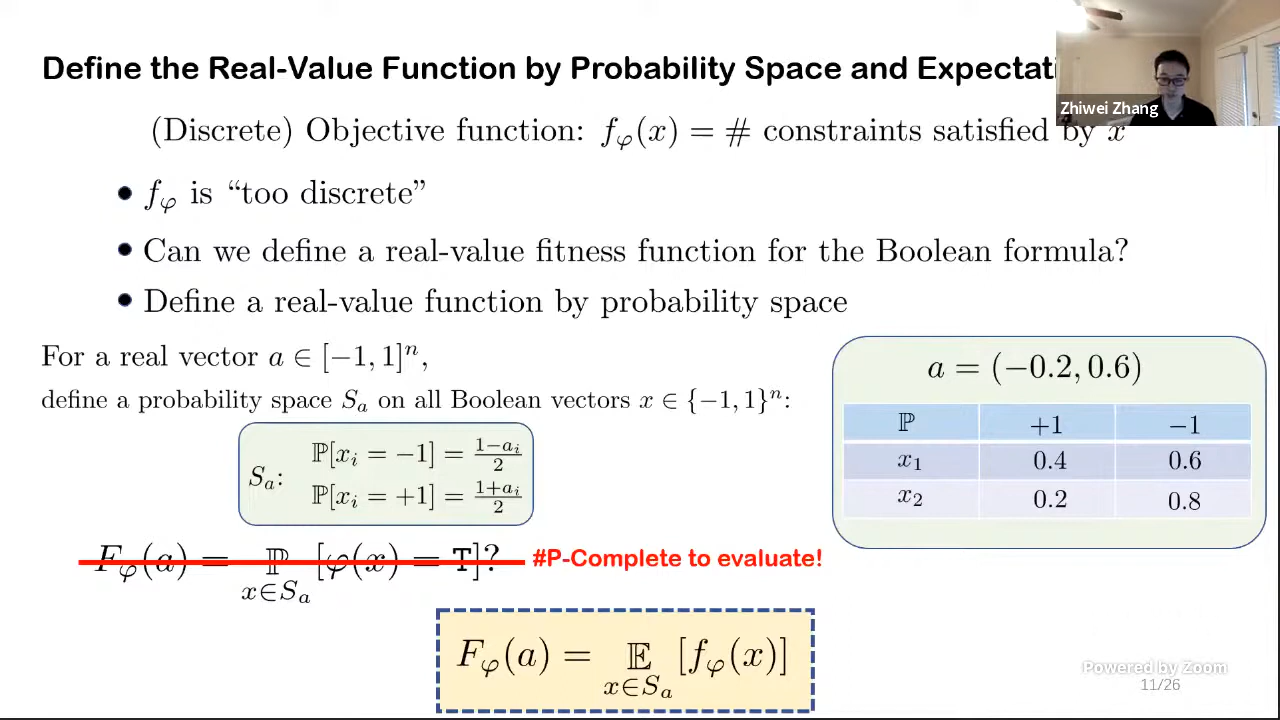 Define the Real-Value Function by Probability Space and Expectati
Zhiwei Zhang
(Discrete) Objective function: f_φ(x) = # constraints satisfied by x
• f_φ is “too discrete”
• Can we define a real-value fitness function for the Boolean formula?
• Define a real-value function by probability space
For a real vector a ∈ [−1, 1]^n,
define a probability space S_a on all Boolean vectors x ∈ {−1, 1}^n:
S_a: ℙ[x_i = −1] = (1−a_i)/2
ℙ[x_i = +1] = (1+a_i)/2
a = (−0.2, 0.6)
ℙ +1 −1
x_1 0.4 0.6
x_2 0.2 0.8
F_φ(a) = ℙ_{x∈S_a} [φ(x) = T]? #P-Complete to evaluate!
F_φ(a) = 𝔼_{x∈S_a} [f_φ(x)]
Powered by Zoom
11/26